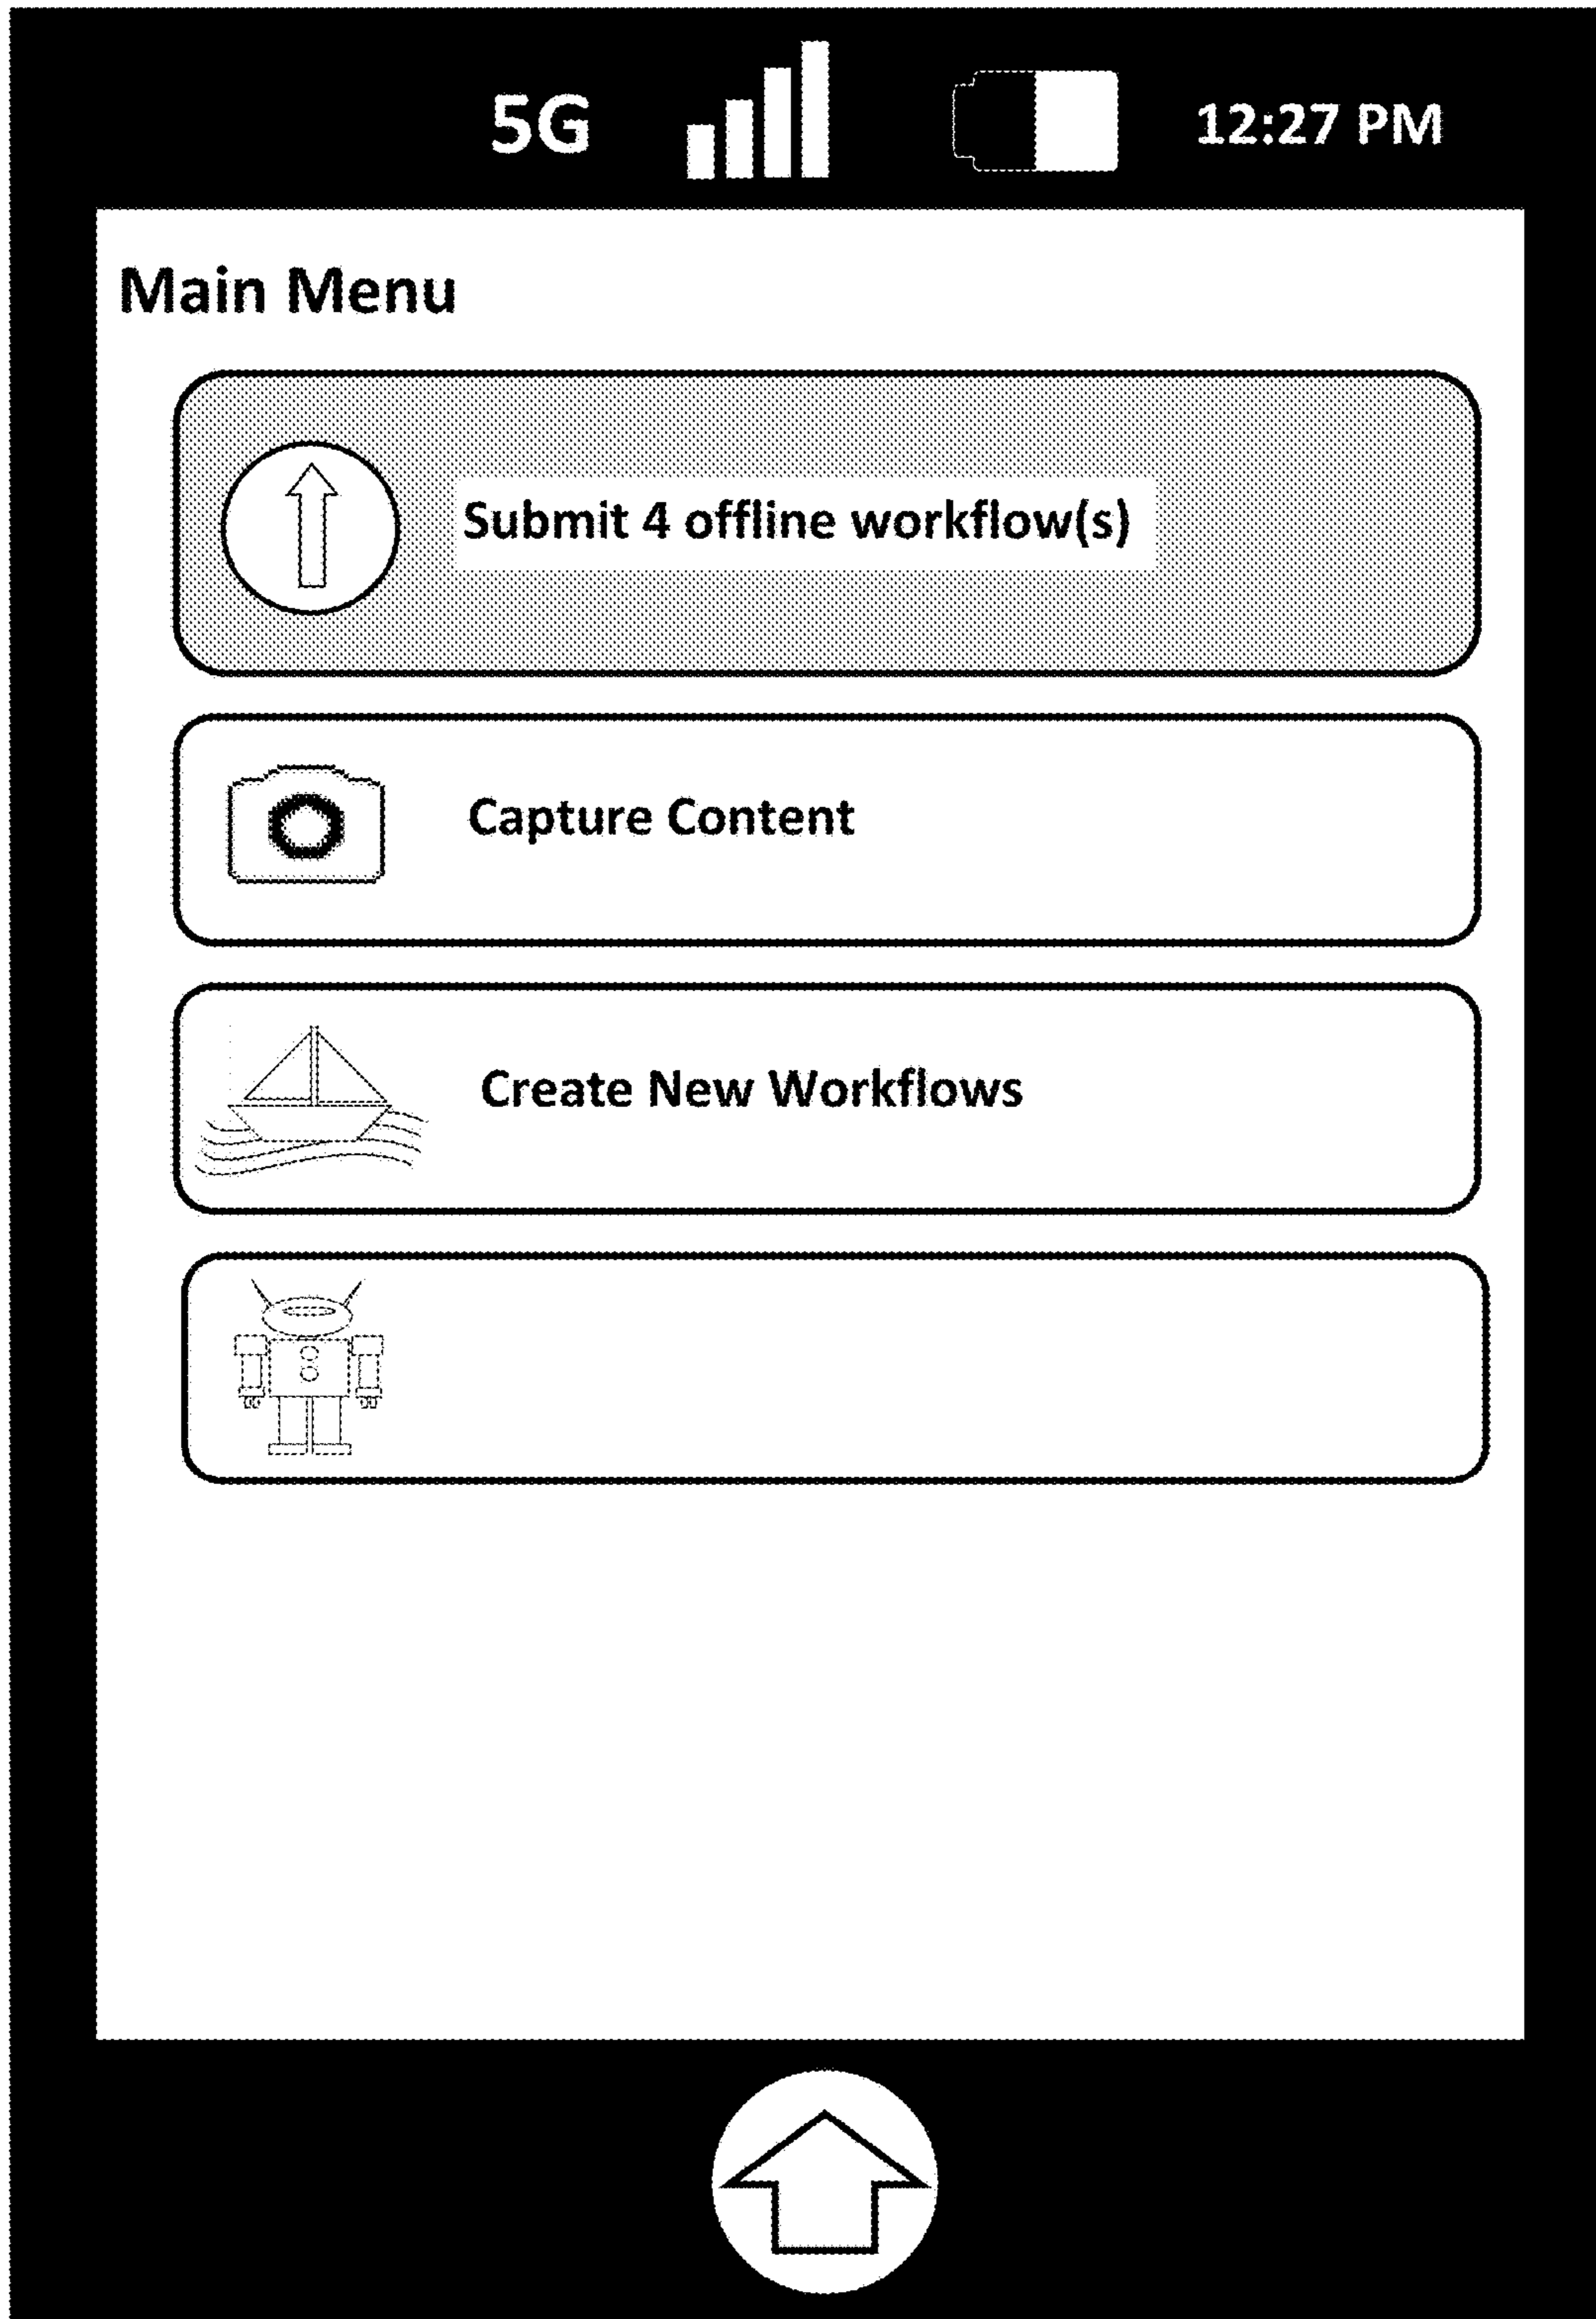 5G 12:27 PM
Main Menu
Submit 4 offline workflow(s)
Capture Content
Create New Workflows